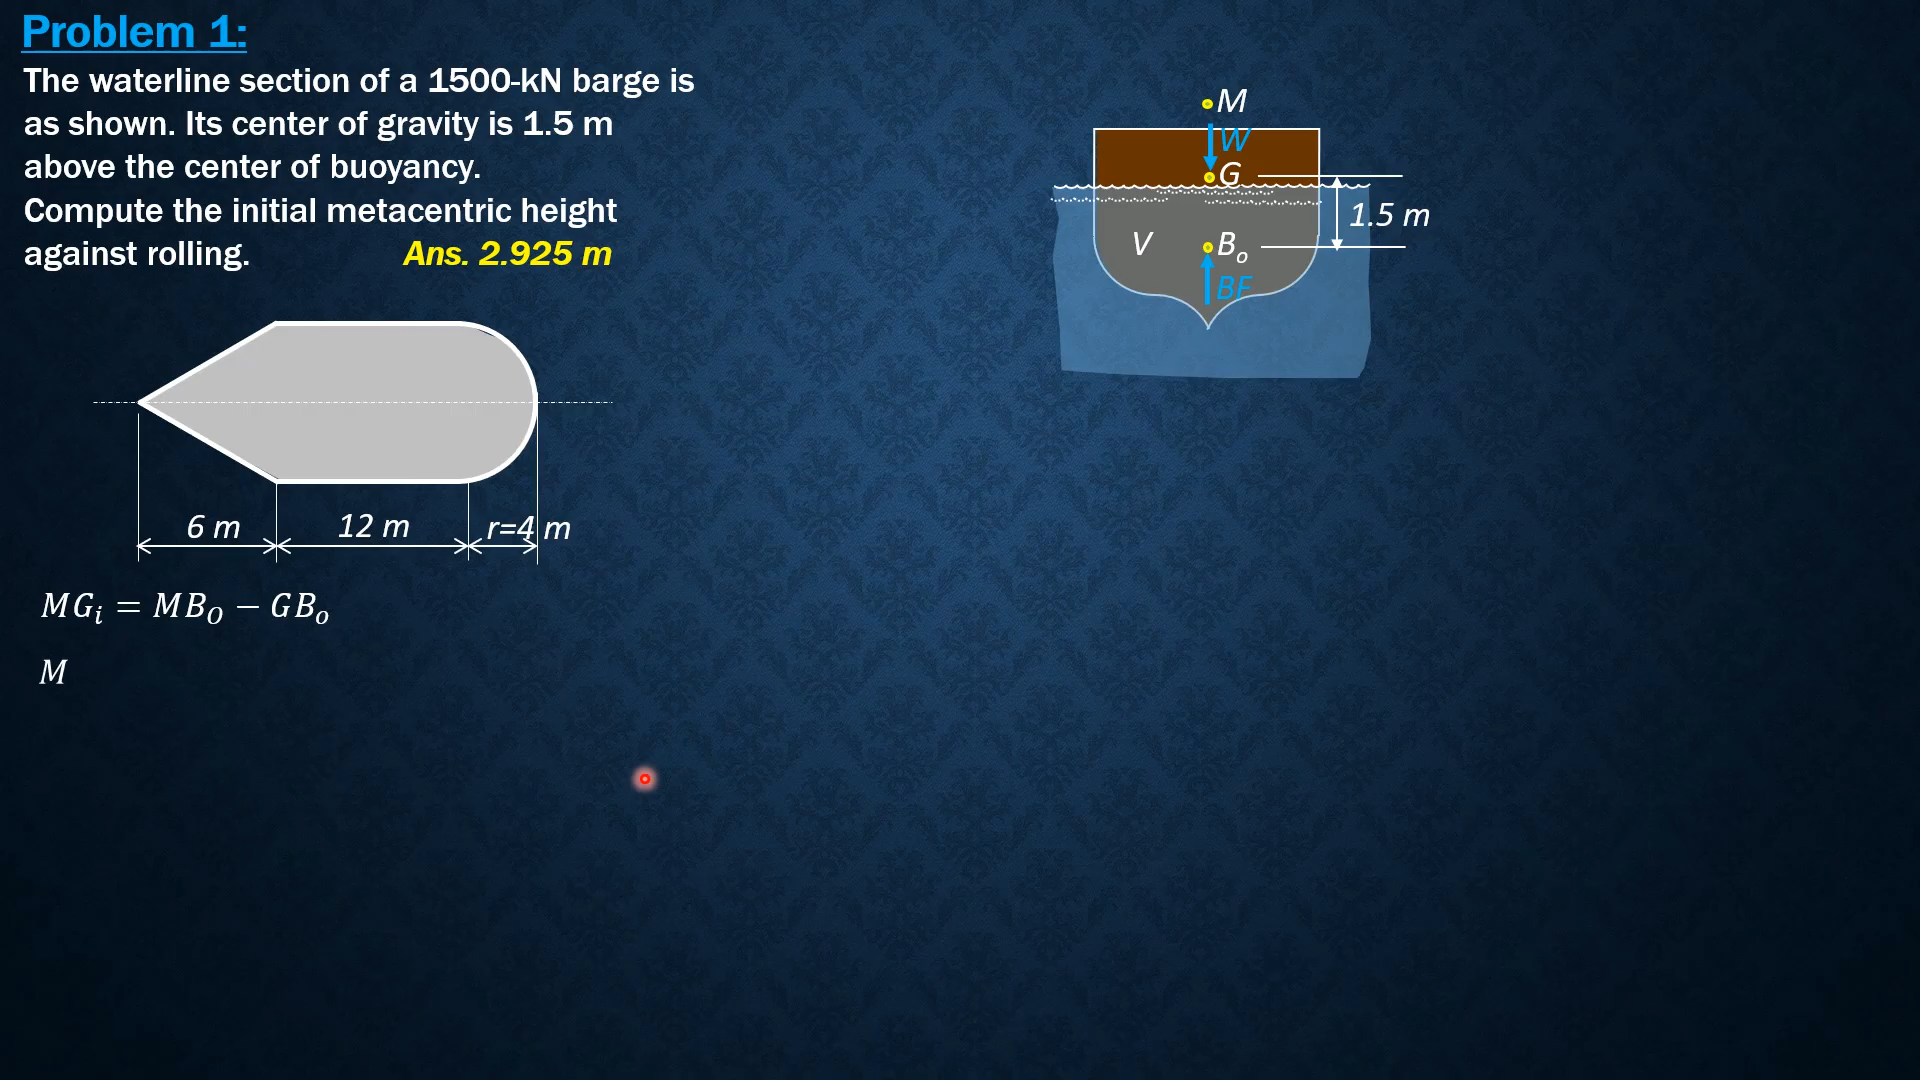 Problem 1:
The waterline section of a 1500-kN barge is
as shown. Its center of gravity is 1.5 m
above the center of buoyancy.
Compute the initial metacentric height
against rolling. Ans. 2.925 m
M
W
G
1.5 m
V
Bₒ
BF
6 m
12 m
r=4 m
MGᵢ = MB_O − GBₒ
M